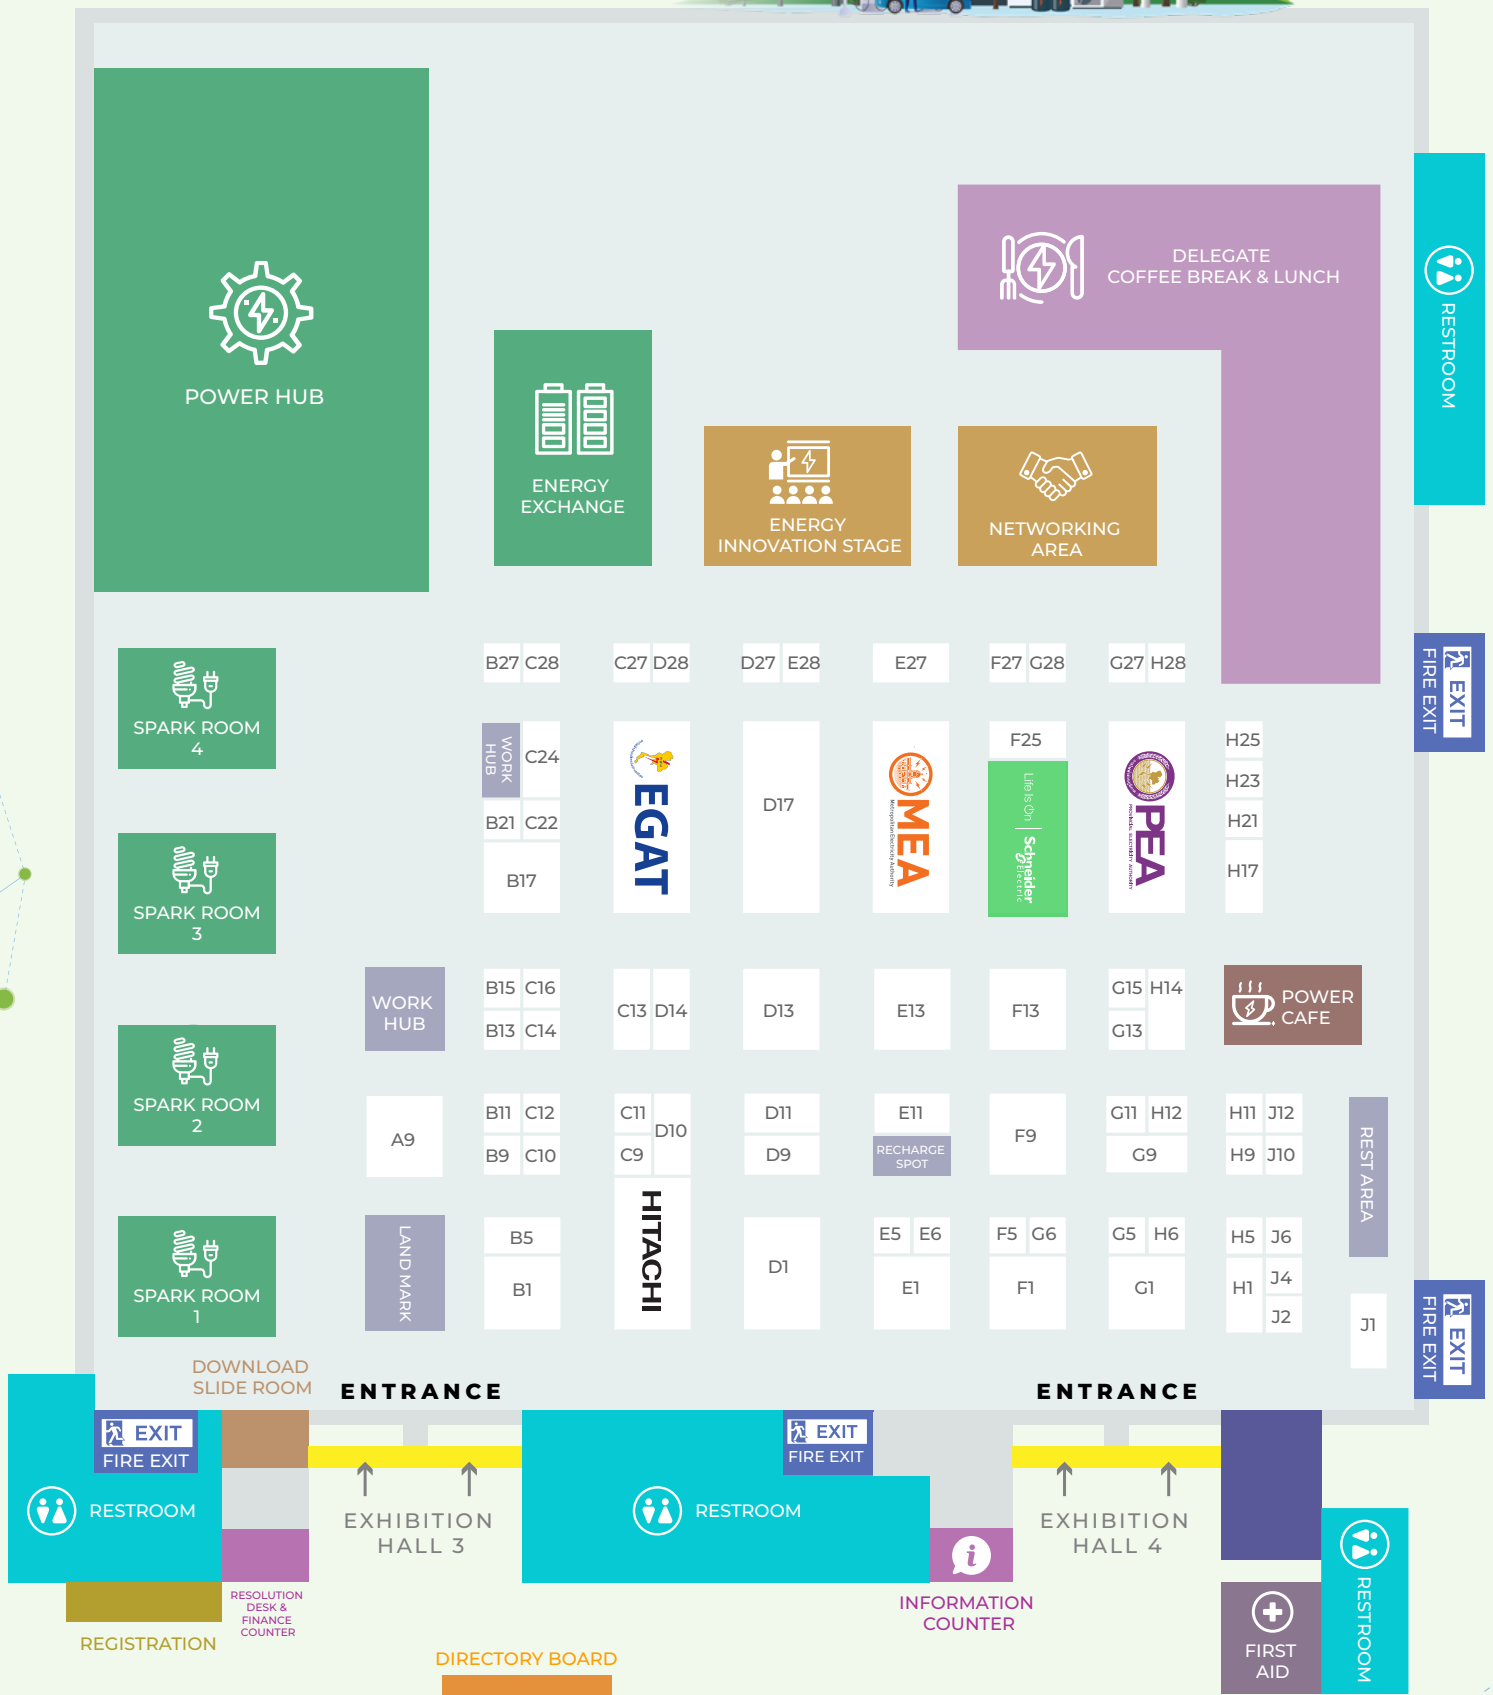 POWER HUB
DELEGATE
COFFEE BREAK & LUNCH
RESTROOM
ENERGY
EXCHANGE
ENERGY
INNOVATION STAGE
NETWORKING
AREA
SPARK ROOM
4
B27 C28
C27 D28
D27 E28
E27
F27 G28
G27 H28
FIRE EXIT
EXIT
WORK
HUB
C24
B21 C22
B17
EGAT
D17
MEA
Metropolitan Electricity Authority
F25
Life Is On
Schneider
Electric
PEA
PROVINCIAL ELECTRICITY AUTHORITY
H25
H23
H21
H17
SPARK ROOM
3
WORK
HUB
B15 C16
B13 C14
C13 D14
D13
E13
F13
G15 H14
G13
POWER
CAFE
SPARK ROOM
2
A9
B11 C12
B9 C10
C11
D10
C9
D11
D9
E11
RECHARGE
SPOT
F9
G11 H12
G9
H11 J12
H9 J10
REST AREA
SPARK ROOM
1
LAND MARK
B5
B1
HITACHI
D1
E5 E6
E1
F5 G6
F1
G5 H6
G1
H5 J6
H1
J4
J2
J1
FIRE EXIT
EXIT
DOWNLOAD
SLIDE ROOM
ENTRANCE
ENTRANCE
EXIT
FIRE EXIT
EXIT
FIRE EXIT
RESTROOM
EXHIBITION
HALL 3
RESTROOM
EXHIBITION
HALL 4
RESOLUTION
DESK &
FINANCE
COUNTER
REGISTRATION
INFORMATION
COUNTER
RESTROOM
FIRST
AID
DIRECTORY BOARD